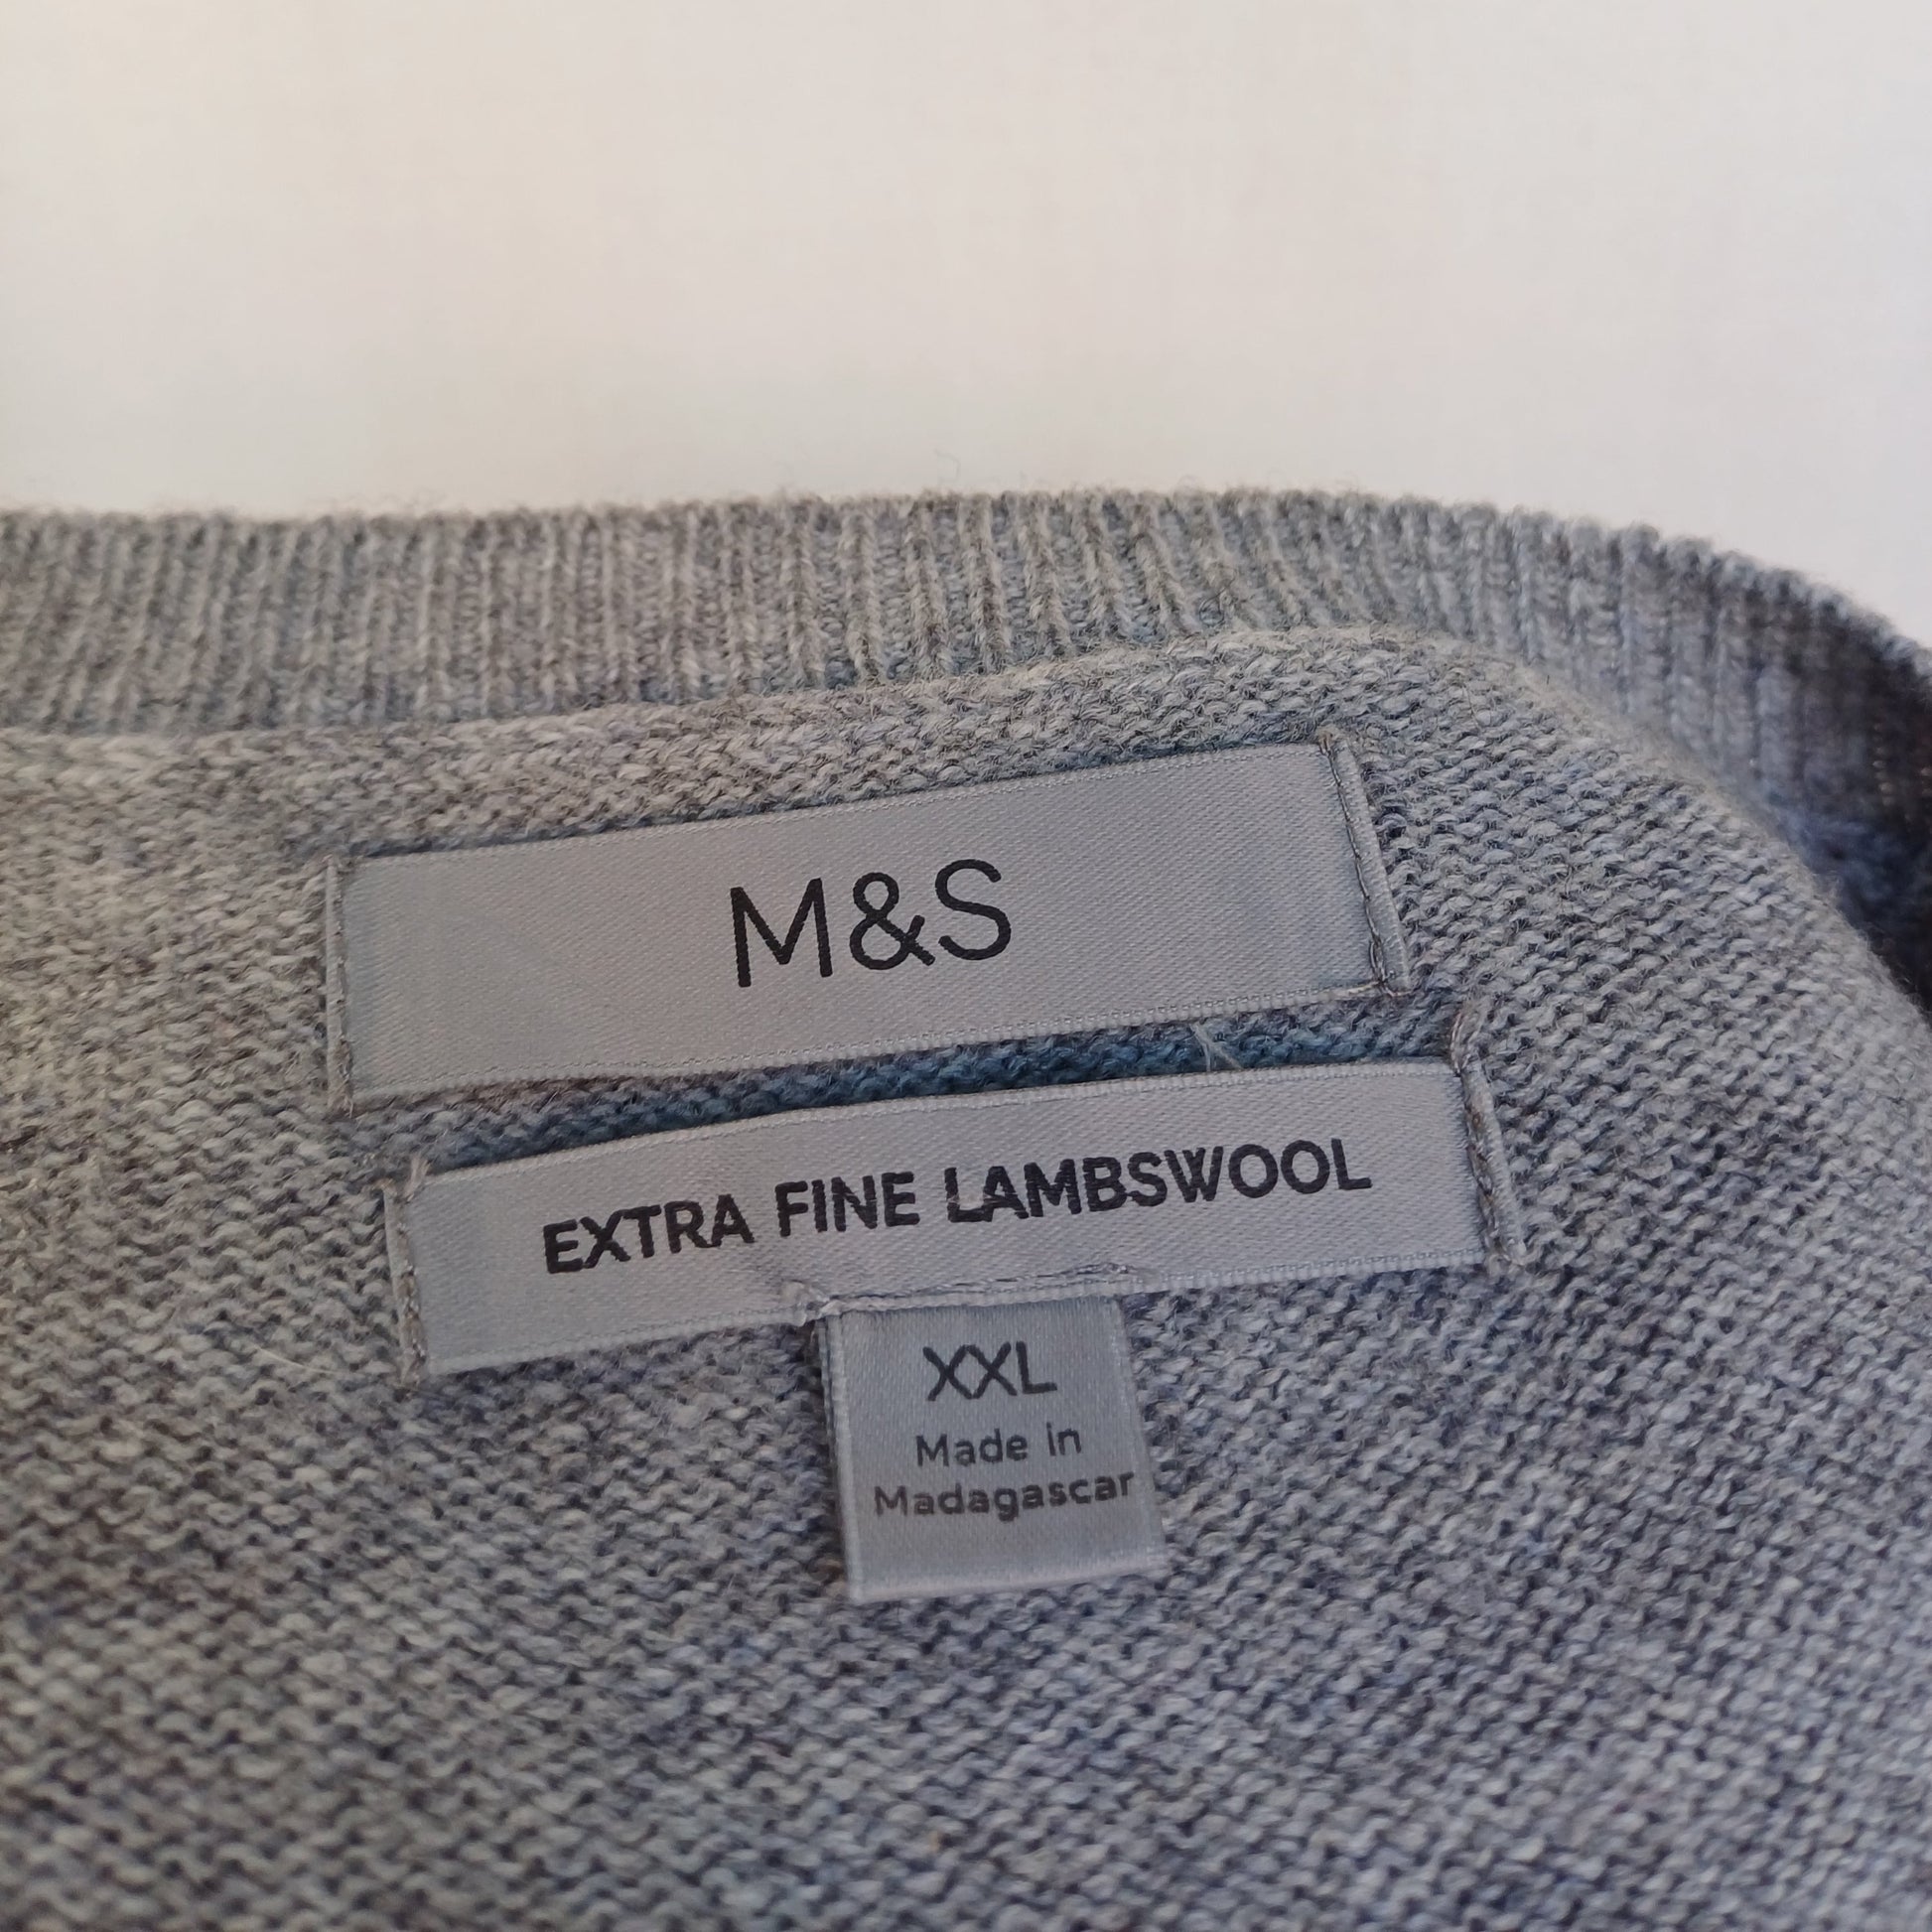 M&S
EXTRA FINE LAMBSWOOL
XXL
Made in
Madagascar